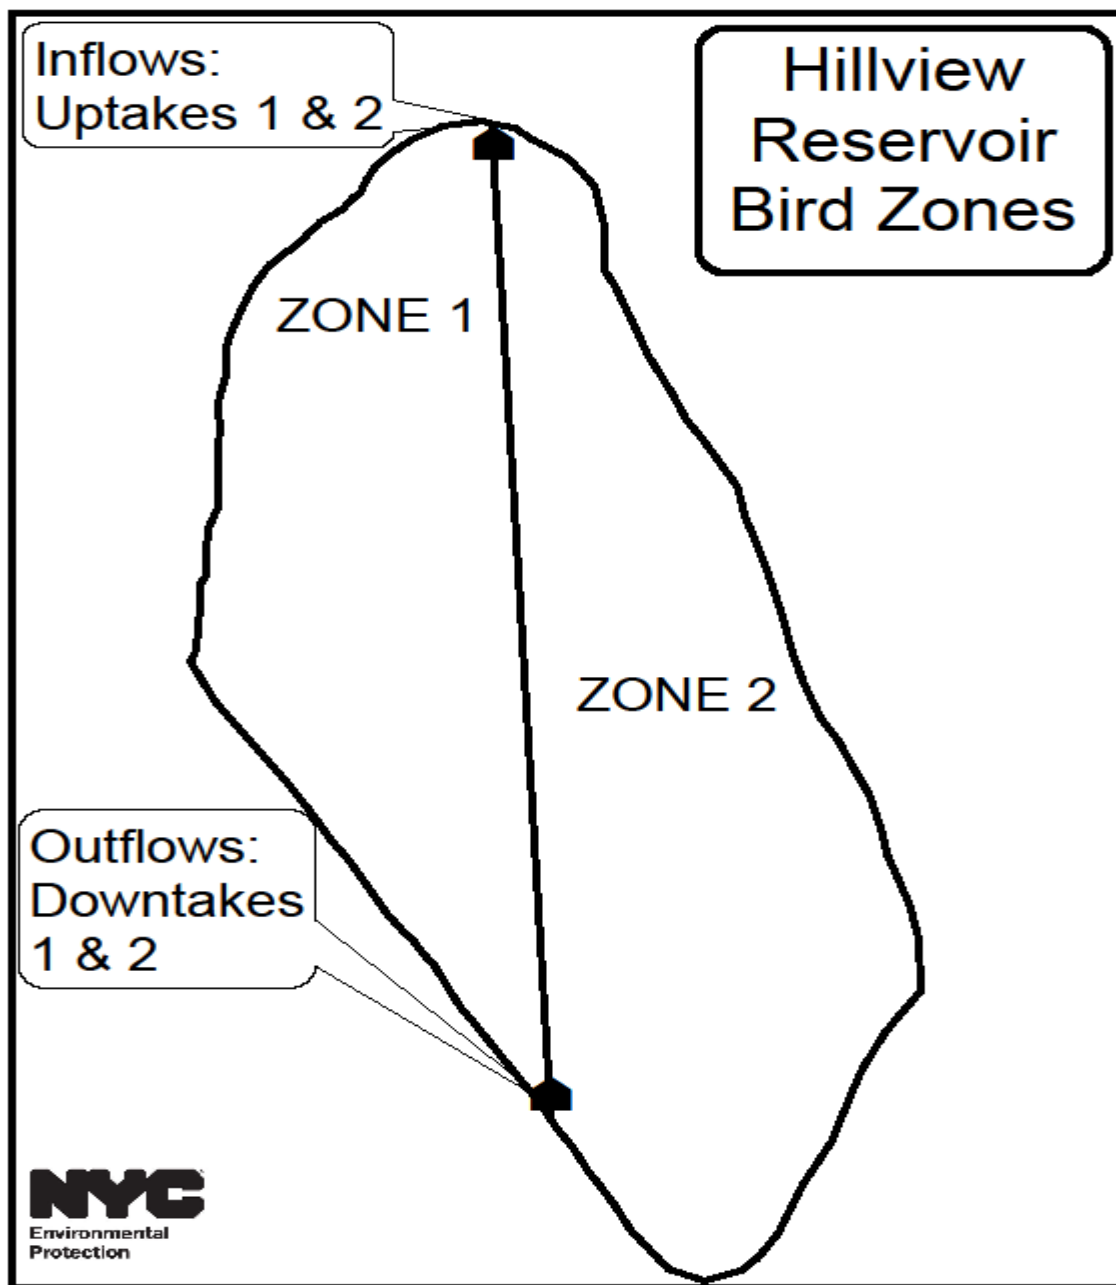 Inflows:
Uptakes 1 & 2
Hillview
Reservoir
Bird Zones
ZONE 1
ZONE 2
Outflows:
Downtakes
1 & 2
NYC
Environmental
Protection